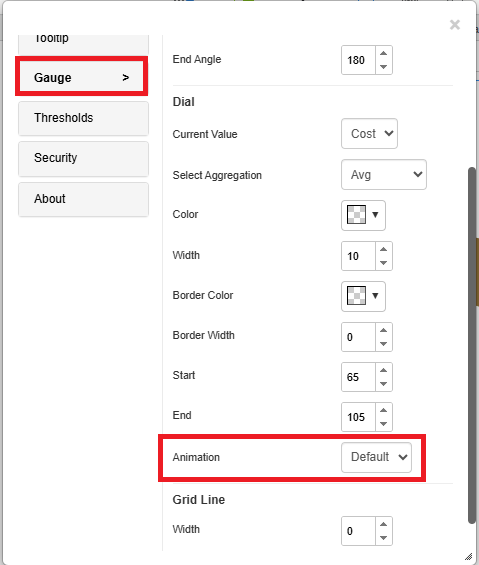 ×
Tooltip
Gauge >
Thresholds
Security
About
End Angle 180
Dial
Current Value Cost
Select Aggregation Avg
Color
Width 10
Border Color
Border Width 0
Start 65
End 105
Animation Default
Grid Line
Width 0